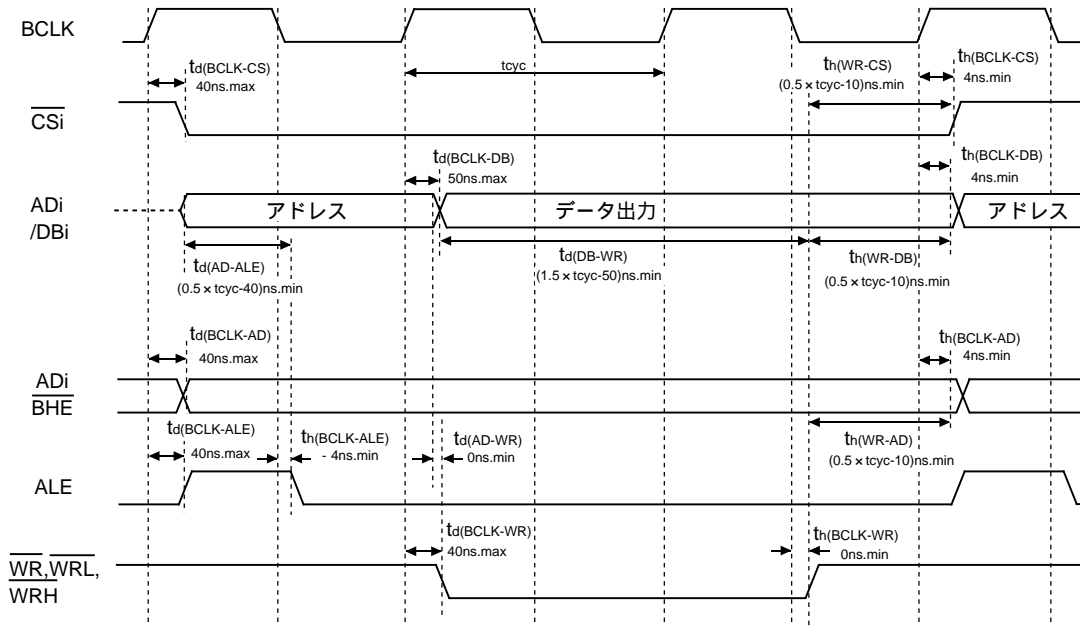 BCLK
td(BCLK-CS)
40ns.max
tcyc
th(WR-CS)
(0.5×tcyc-10)ns.min
th(BCLK-CS)
4ns.min
CSi
td(BCLK-DB)
50ns.max
th(BCLK-DB)
4ns.min
ADi
/DBi
アドレス
データ出力
アドレス
td(AD-ALE)
(0.5×tcyc-40)ns.min
td(DB-WR)
(1.5×tcyc-50)ns.min
th(WR-DB)
(0.5×tcyc-10)ns.min
td(BCLK-AD)
40ns.max
th(BCLK-AD)
4ns.min
ADi
BHE
td(BCLK-ALE)
40ns.max
th(BCLK-ALE)
- 4ns.min
td(AD-WR)
0ns.min
th(WR-AD)
(0.5×tcyc-10)ns.min
ALE
td(BCLK-WR)
40ns.max
th(BCLK-WR)
0ns.min
WR,WRL,
WRH